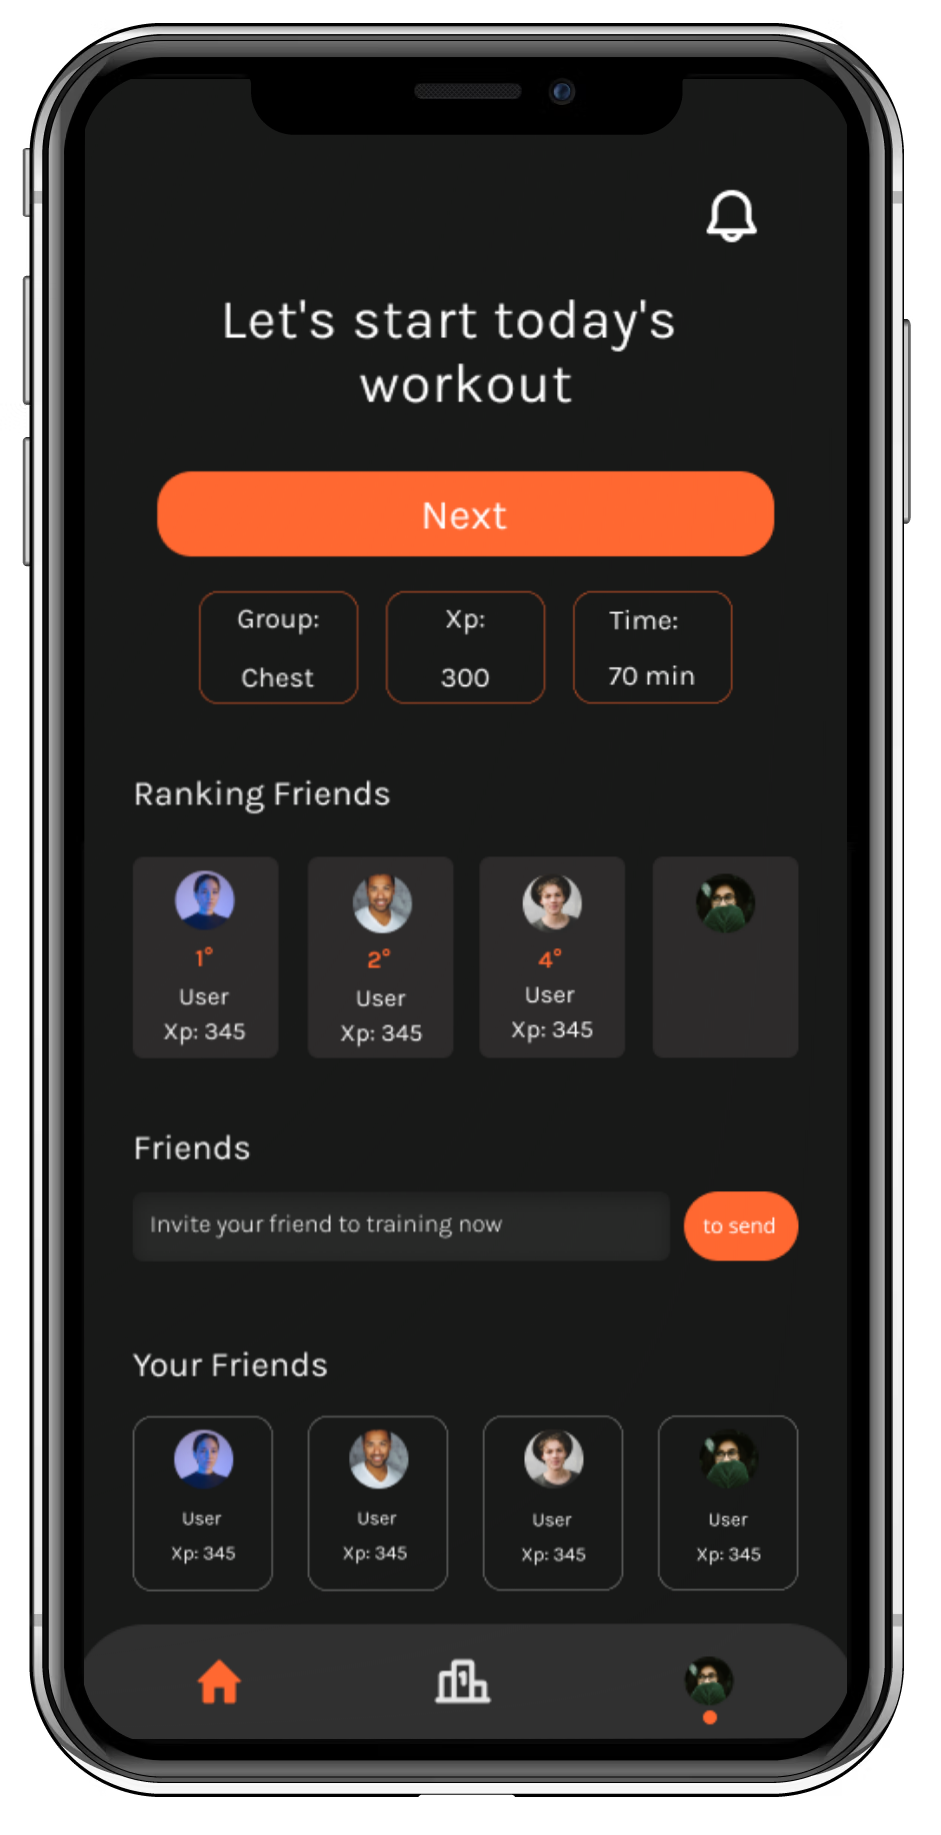 Let's start today's
workout
Next
Group:
Xp:
Time:
Chest
300
70 min
Ranking Friends
1°
2°
4°
User
User
User
Xp: 345
Xp: 345
Xp: 345
Friends
Invite your friend to training now
to send
Your Friends
User
User
User
User
Xp: 345
Xp: 345
Xp: 345
Xp: 345
1